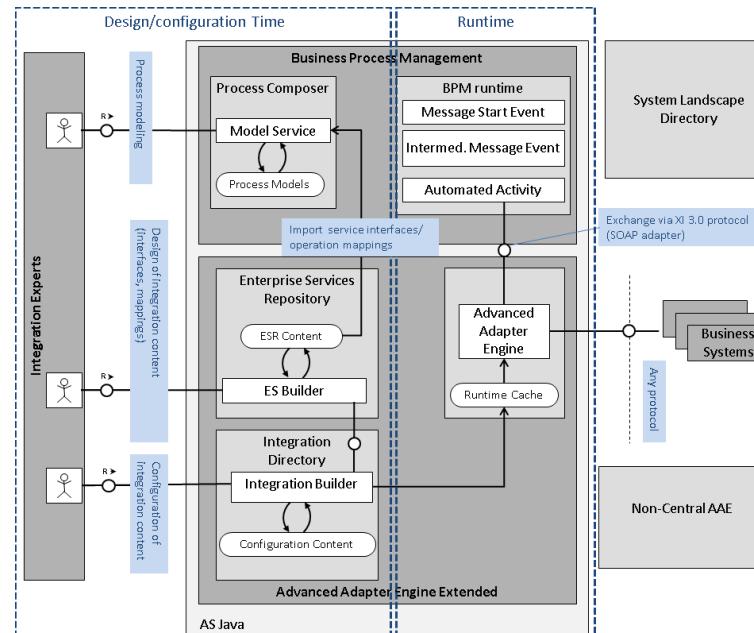 Design/configuration Time
Runtime
Business Process Management
Process Composer
Model Service
Process Models
BPM runtime
Message Start Event
Intermed. Message Event
Automated Activity
System Landscape
Directory
Integration Experts
R
Process modeling
Import service interfaces/
operation mappings
Exchange via XI 3.0 protocol
(SOAP adapter)
Design of integration content
(Interfaces, mappings)
Enterprise Services
Repository
ESR Content
ES Builder
R
Advanced
Adapter
Engine
Runtime Cache
Business
Systems
Any
protocol
Integration
Directory
Integration Builder
Configuration Content
R
Configuration of
integration content
Non-Central AAE
Advanced Adapter Engine Extended
AS Java